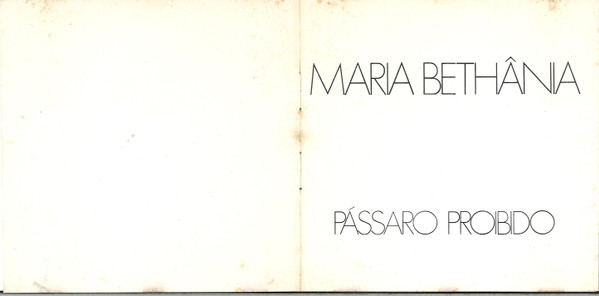 MARIA BETHÂNIA
PÁSSARO PROIBIDO